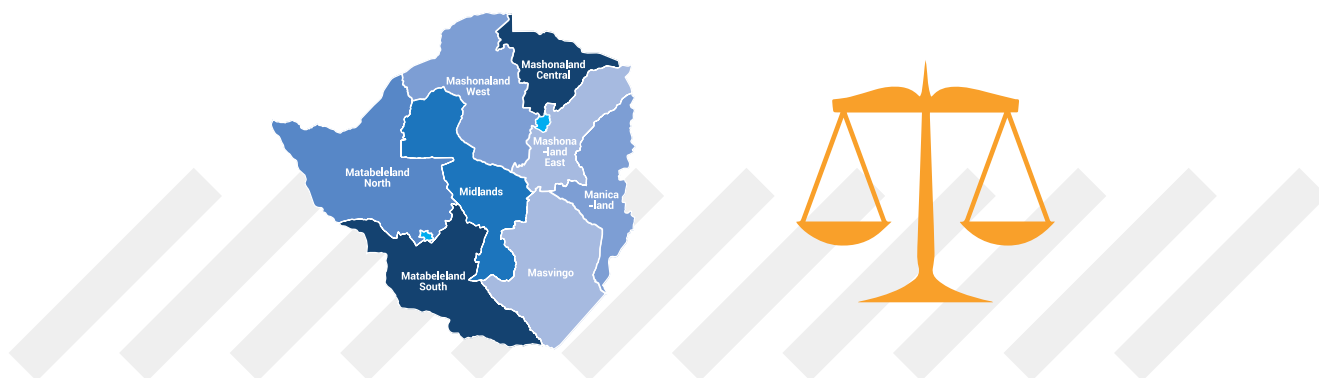 Mashonaland
Central
Mashonaland
West
Mashona
-land
East
Matabeleland
North
Midlands
Manica
-land
Masvingo
Matabeleland
South